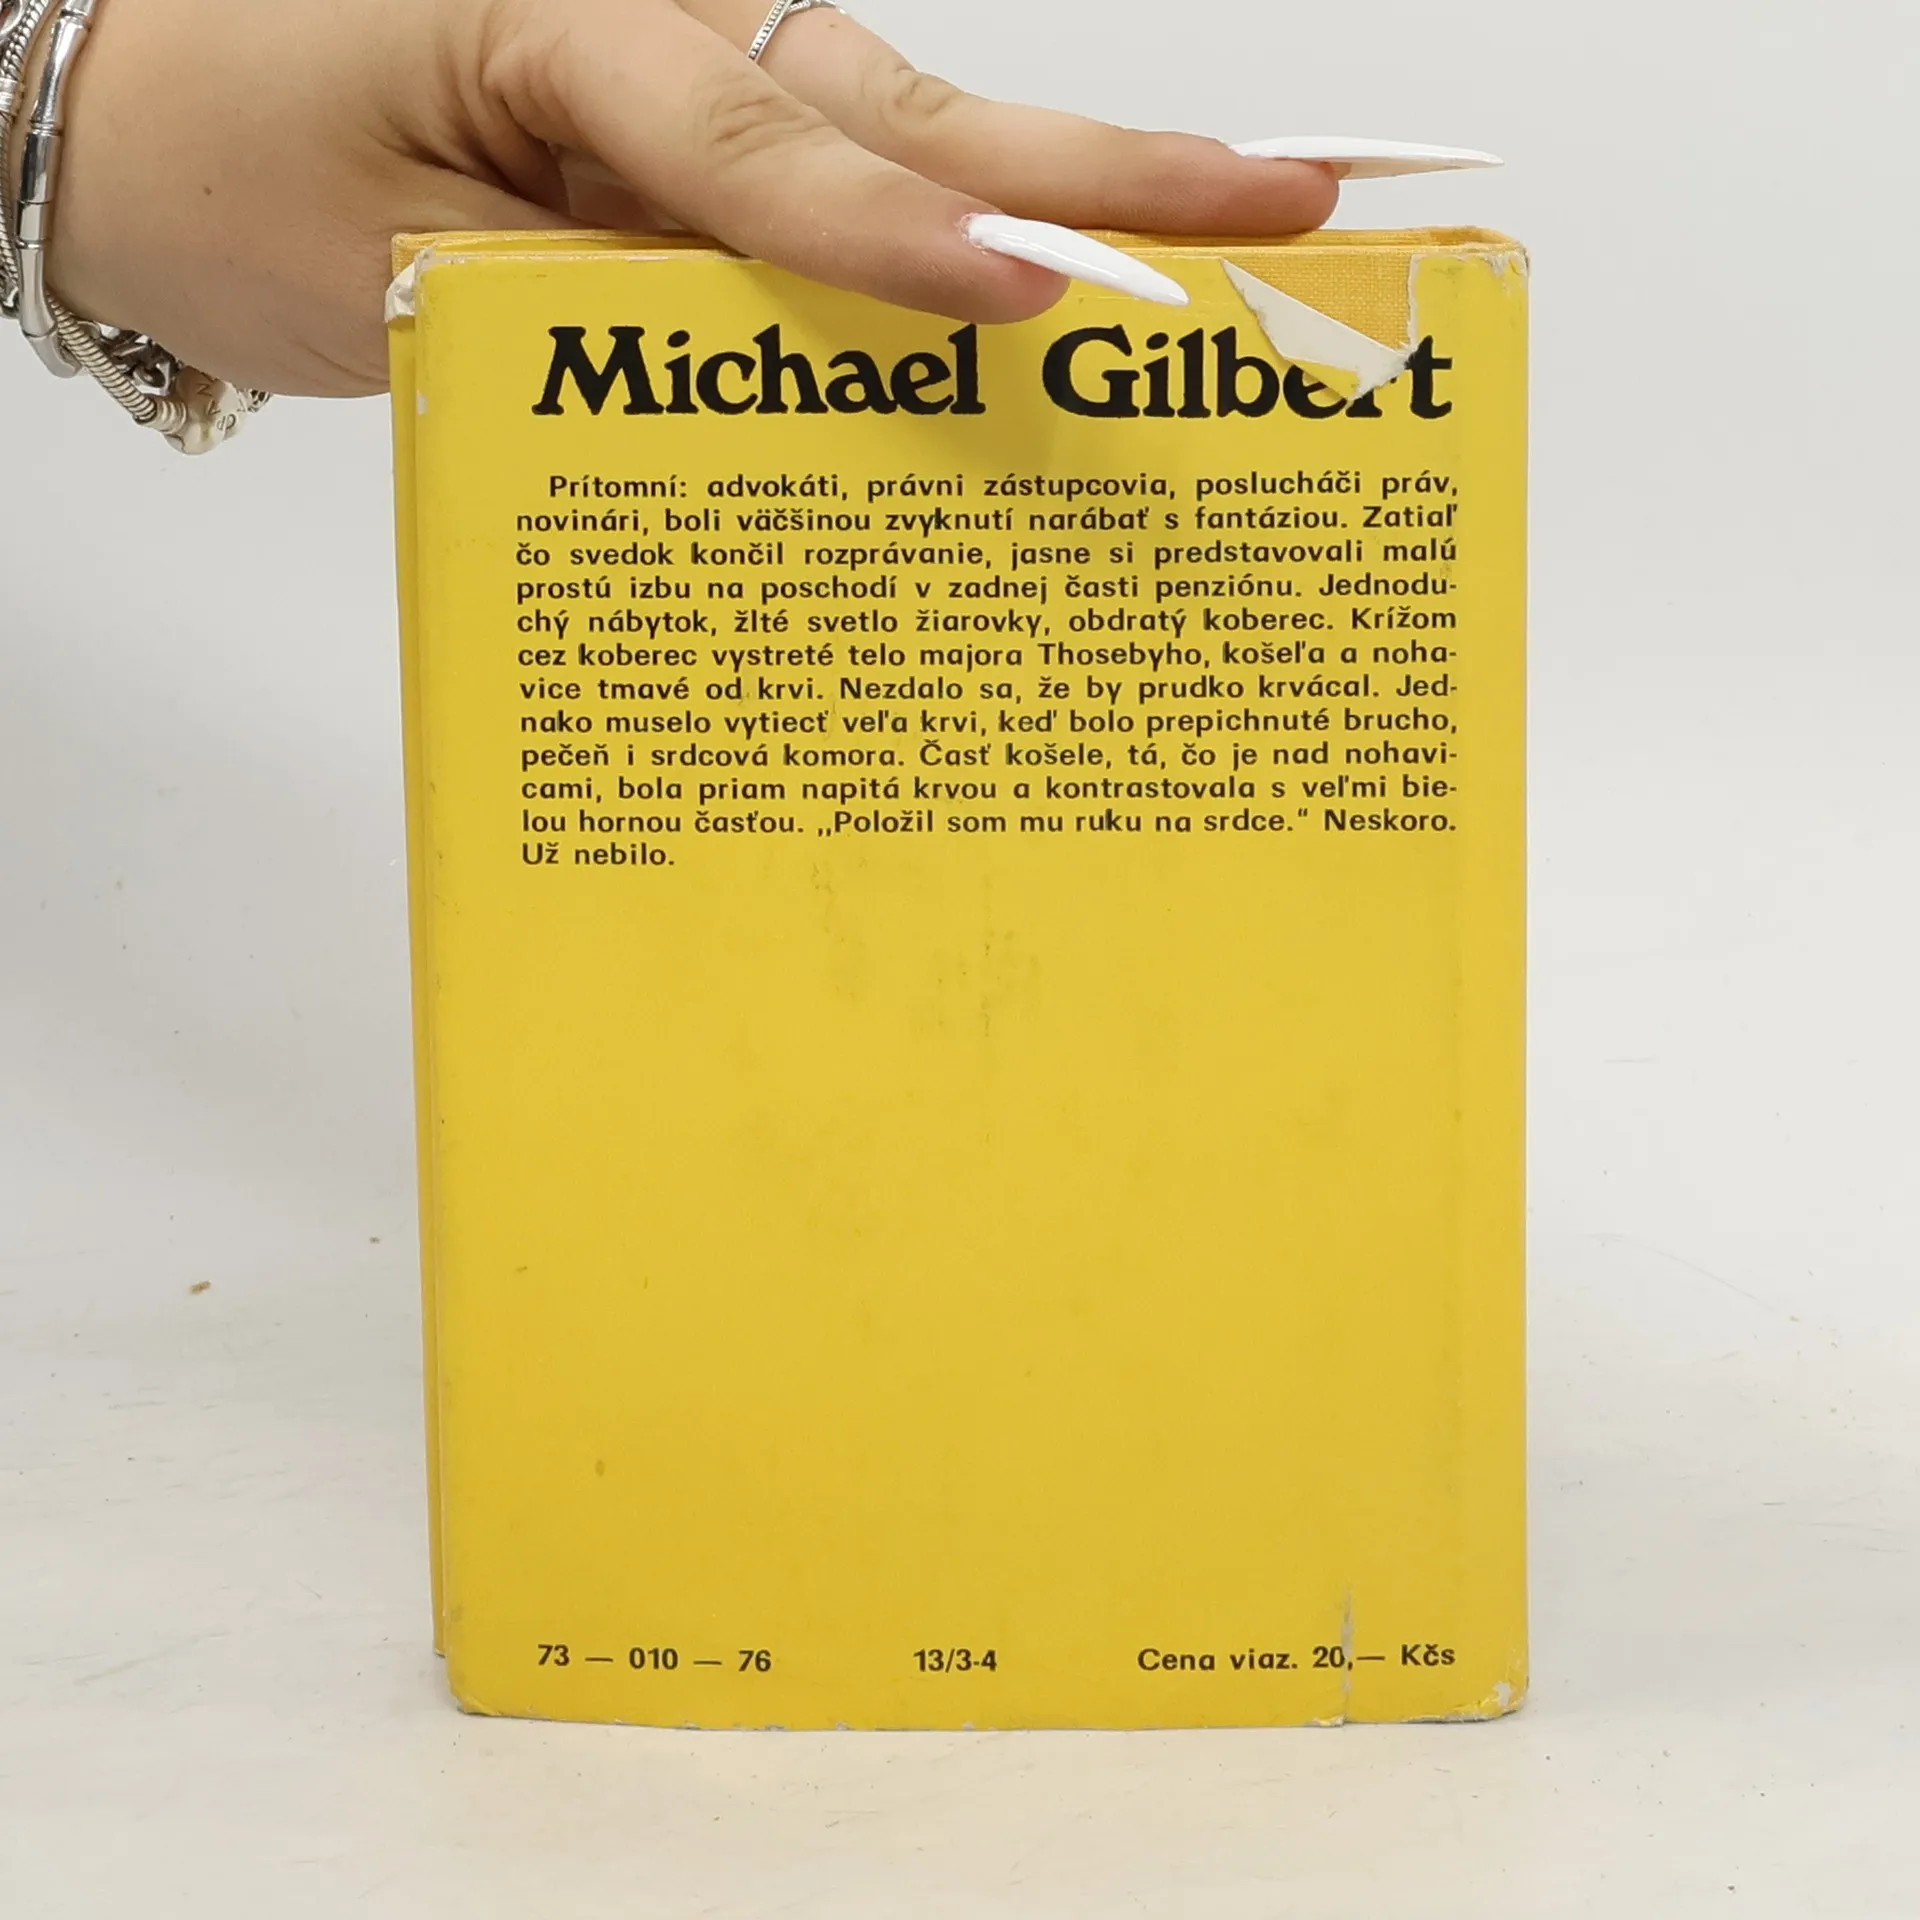 Michael Gilbert
Prítomní: advokáti, právni zástupcovia, poslucháči práv,
novinári, boli väčšinou zvyknutí narábať s fantáziou. Zatiaľ
čo svedok končil rozprávanie, jasne si predstavovali malú
prostú izbu na poschodí v zadnej časti penziónu. Jednodu-
chý nábytok, žlté svetlo žiarovky, obdratý koberec. Krížom
cez koberec vystreté telo majora Thosebyho, košeľa a noha-
vice tmavé od krvi. Nezdalo sa, že by prudko krvácal. Jed-
nako muselo vytiecť veľa krvi, keď bolo prepichnuté brucho,
pečeň i srdcová komora. Časť košele, tá, čo je nad nohavi-
cami, bola priam napitá krvou a kontrastovala s veľmi bie-
lou hornou časťou. „Položil som mu ruku na srdce.“ Neskoro.
Už nebilo.
73 — 010 — 76 13/3-4 Cena viaz. 20,— Kčs